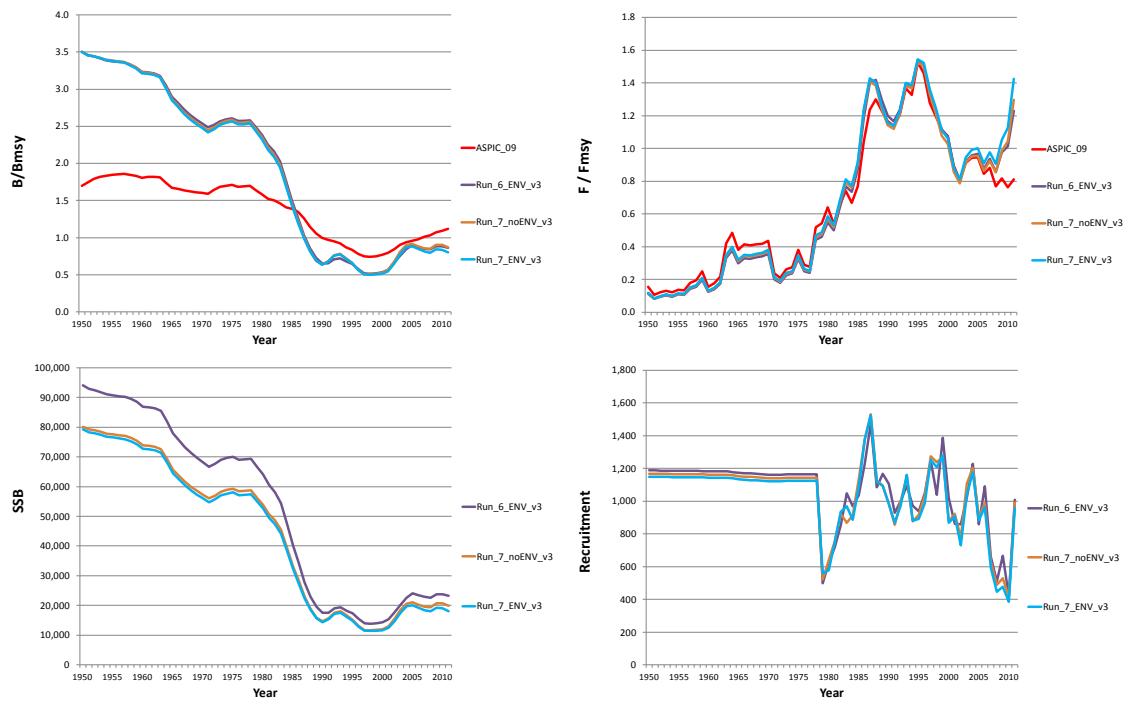 4.0
3.5
3.0
2.5
2.0
1.5
1.0
0.5
0.0
B/Bmsy
1950 1955 1960 1965 1970 1975 1980 1985 1990 1995 2000 2005 2010
Year
ASPIC_09
Run_6_ENV_v3
Run_7_noENV_v3
Run_7_ENV_v3
1.8
1.6
1.4
1.2
1.0
0.8
0.6
0.4
0.2
0.0
F / Fmsy
1950 1955 1960 1965 1970 1975 1980 1985 1990 1995 2000 2005 2010
Year
ASPIC_09
Run_6_ENV_v3
Run_7_noENV_v3
Run_7_ENV_v3
100,000
90,000
80,000
70,000
60,000
50,000
40,000
30,000
20,000
10,000
0
SSB
1950 1955 1960 1965 1970 1975 1980 1985 1990 1995 2000 2005 2010
Year
Run_6_ENV_v3
Run_7_noENV_v3
Run_7_ENV_v3
1,800
1,600
1,400
1,200
1,000
800
600
400
200
0
Recruitment
1950 1955 1960 1965 1970 1975 1980 1985 1990 1995 2000 2005 2010
Year
Run_6_ENV_v3
Run_7_noENV_v3
Run_7_ENV_v3